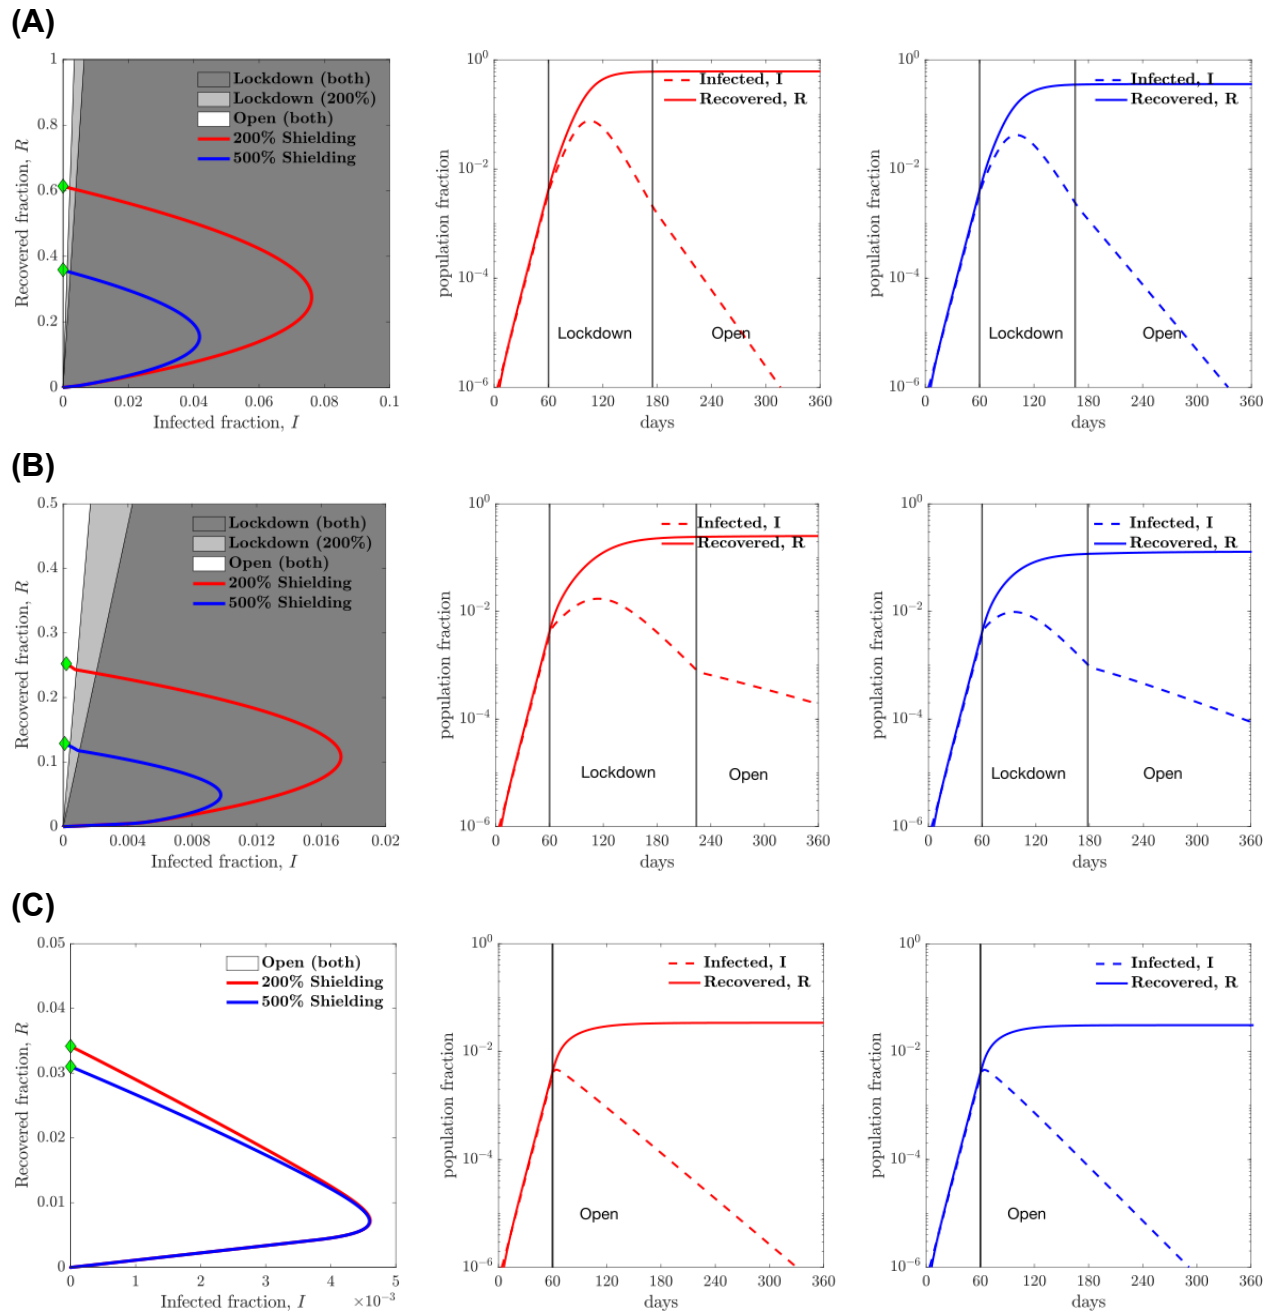 (A)
Lockdown (both)
Lockdown (200%)
Open (both)
200% Shielding
500% Shielding
1
0.8
0.6
0.4
0.2
0
Recovered fraction, R
0 0.02 0.04 0.06 0.08 0.1
Infected fraction, I
Infected, I
Recovered, R
10^0
10^-2
10^-4
10^-6
population fraction
Lockdown Open
0 60 120 180 240 300 360
days
Infected, I
Recovered, R
10^0
10^-2
10^-4
10^-6
population fraction
Lockdown Open
0 60 120 180 240 300 360
days
(B)
Lockdown (both)
Lockdown (200%)
Open (both)
200% Shielding
500% Shielding
0.5
0.4
0.3
0.2
0.1
0
Recovered fraction, R
0 0.004 0.008 0.012 0.016 0.02
Infected fraction, I
Infected, I
Recovered, R
10^0
10^-2
10^-4
10^-6
population fraction
Lockdown Open
0 60 120 180 240 300 360
days
Infected, I
Recovered, R
10^0
10^-2
10^-4
10^-6
population fraction
Lockdown Open
0 60 120 180 240 300 360
days
(C)
Open (both)
200% Shielding
500% Shielding
0.05
0.04
0.03
0.02
0.01
0
Recovered fraction, R
0 1 2 3 4 5
Infected fraction, I ×10^-3
Infected, I
Recovered, R
10^0
10^-2
10^-4
10^-6
population fraction
Open
0 60 120 180 240 300 360
days
Infected, I
Recovered, R
10^0
10^-2
10^-4
10^-6
population fraction
Open
0 60 120 180 240 300 360
days